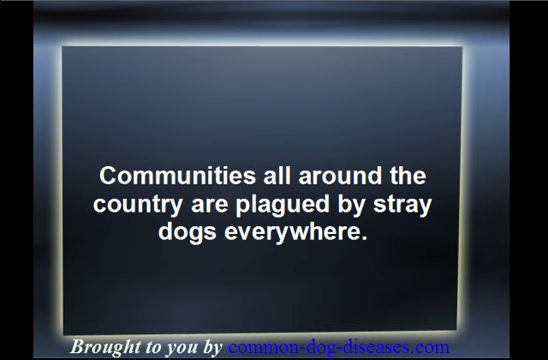 Communities all around the
country are plagued by stray
dogs everywhere.
Brought to you by common-dog-diseases.com